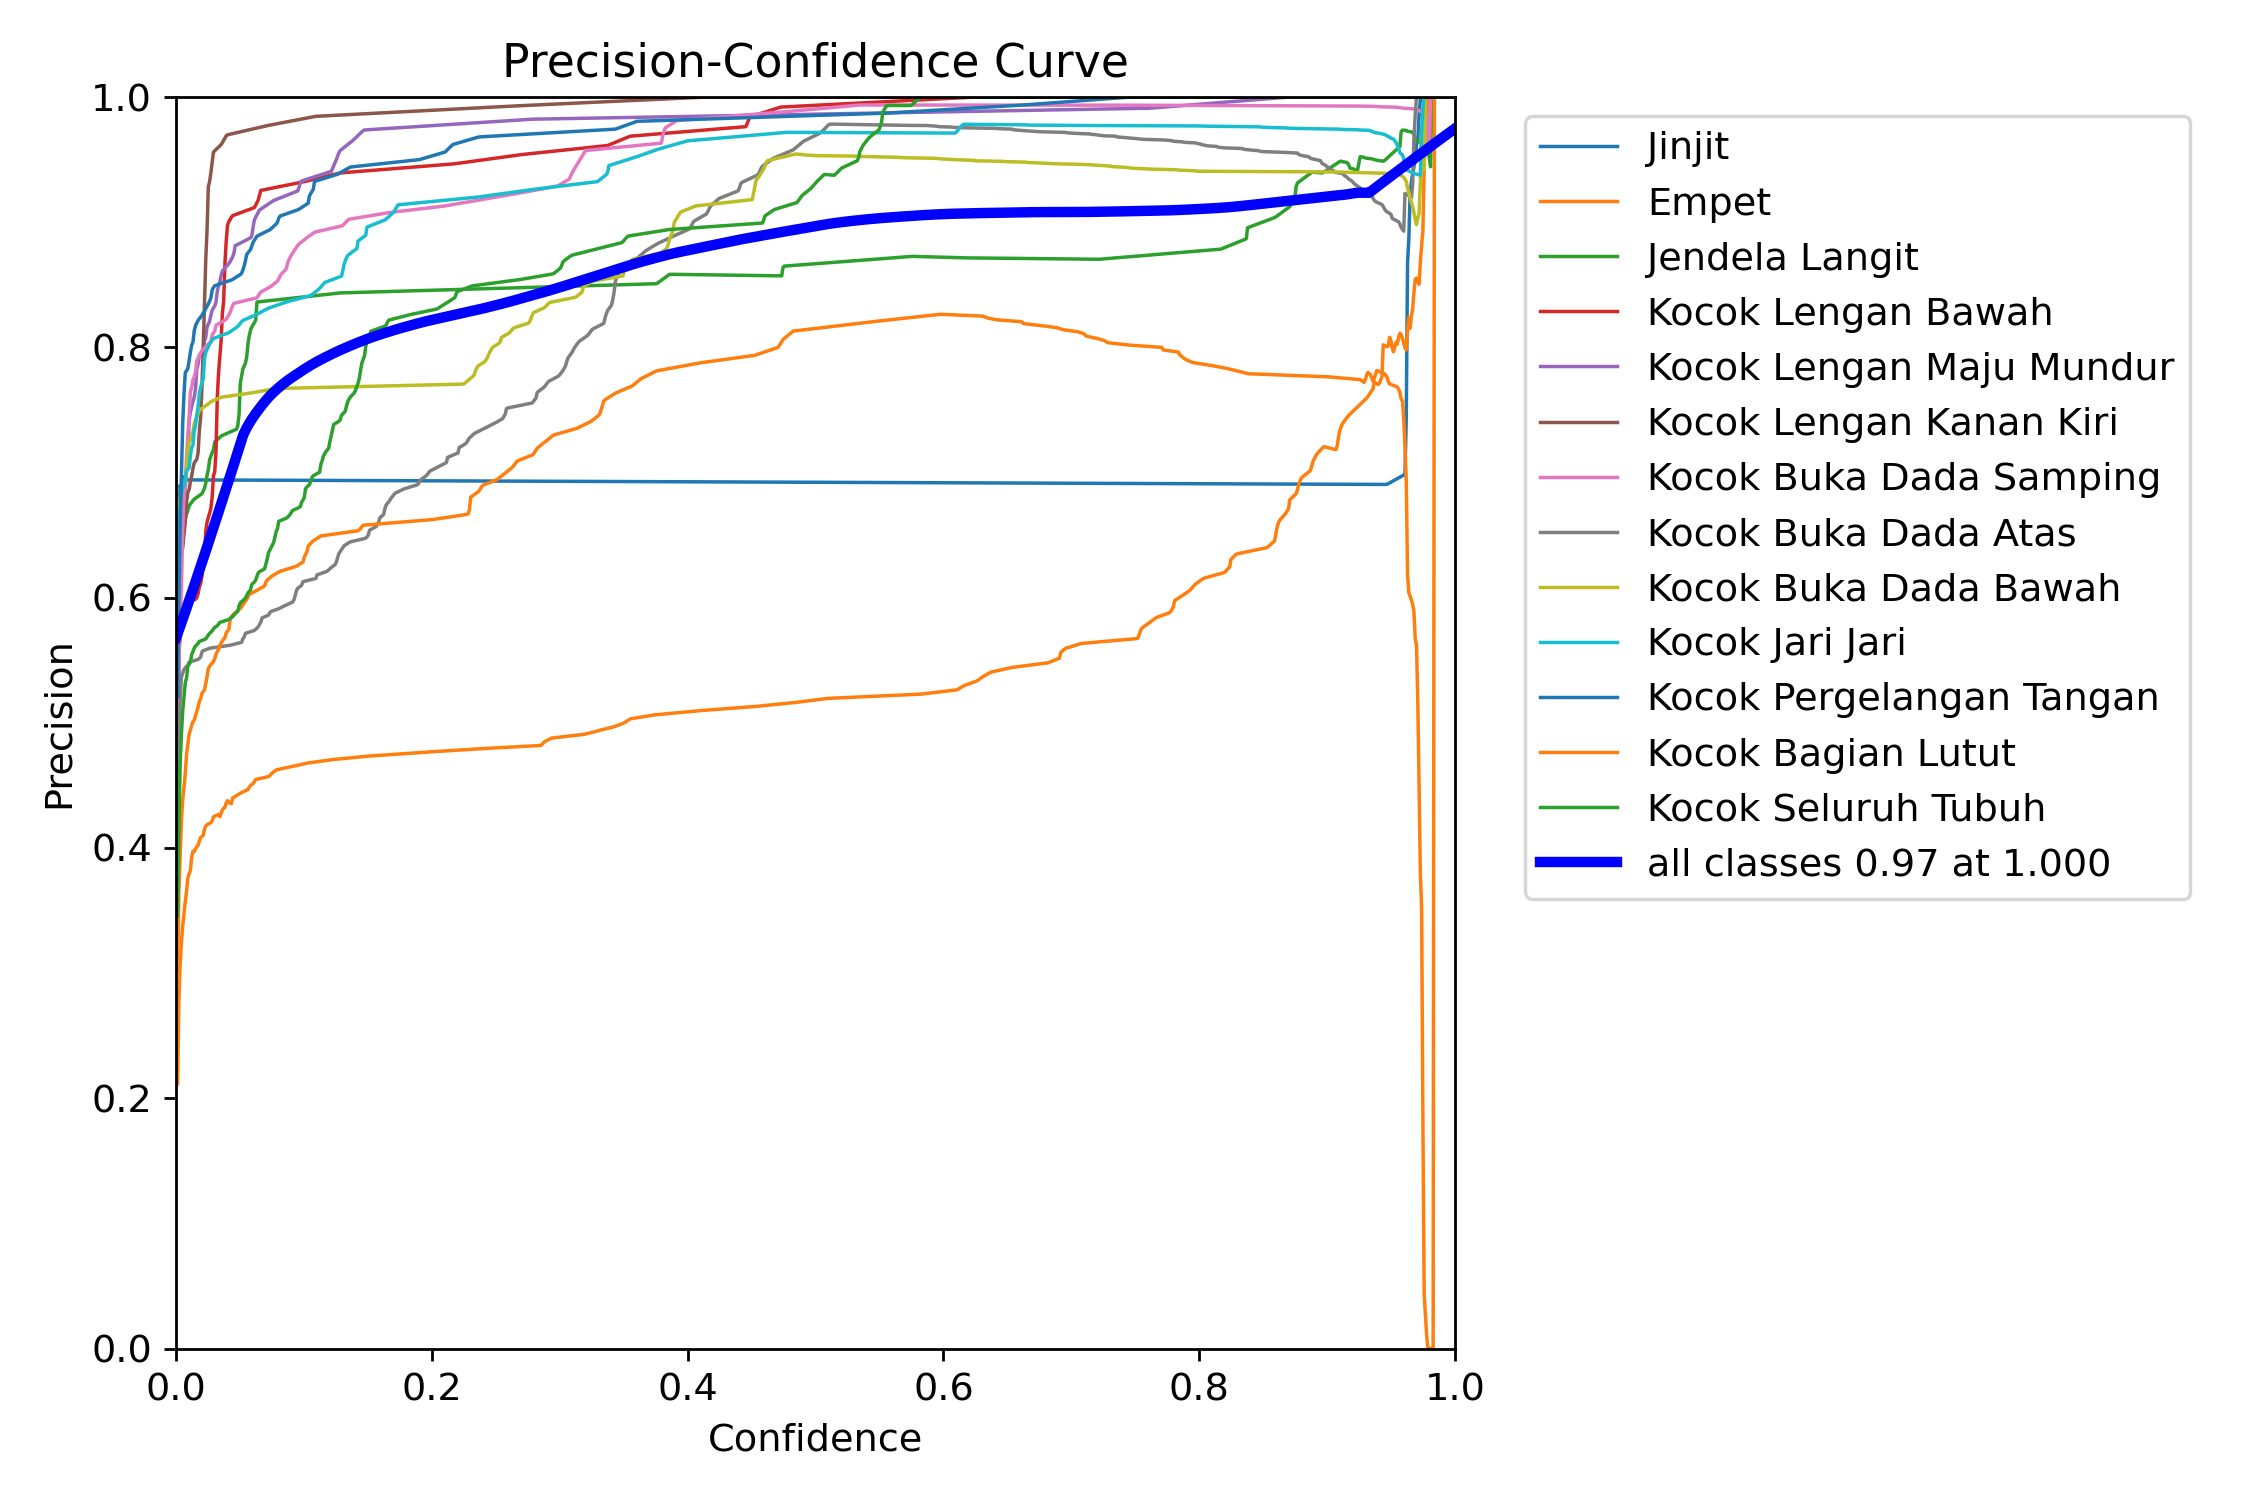 Precision-Confidence Curve
1.0
0.8
0.6
0.4
0.2
0.0
Precision
0.0 0.2 0.4 0.6 0.8 1.0
Confidence
Jinjit
Empet
Jendela Langit
Kocok Lengan Bawah
Kocok Lengan Maju Mundur
Kocok Lengan Kanan Kiri
Kocok Buka Dada Samping
Kocok Buka Dada Atas
Kocok Buka Dada Bawah
Kocok Jari Jari
Kocok Pergelangan Tangan
Kocok Bagian Lutut
Kocok Seluruh Tubuh
all classes 0.97 at 1.000